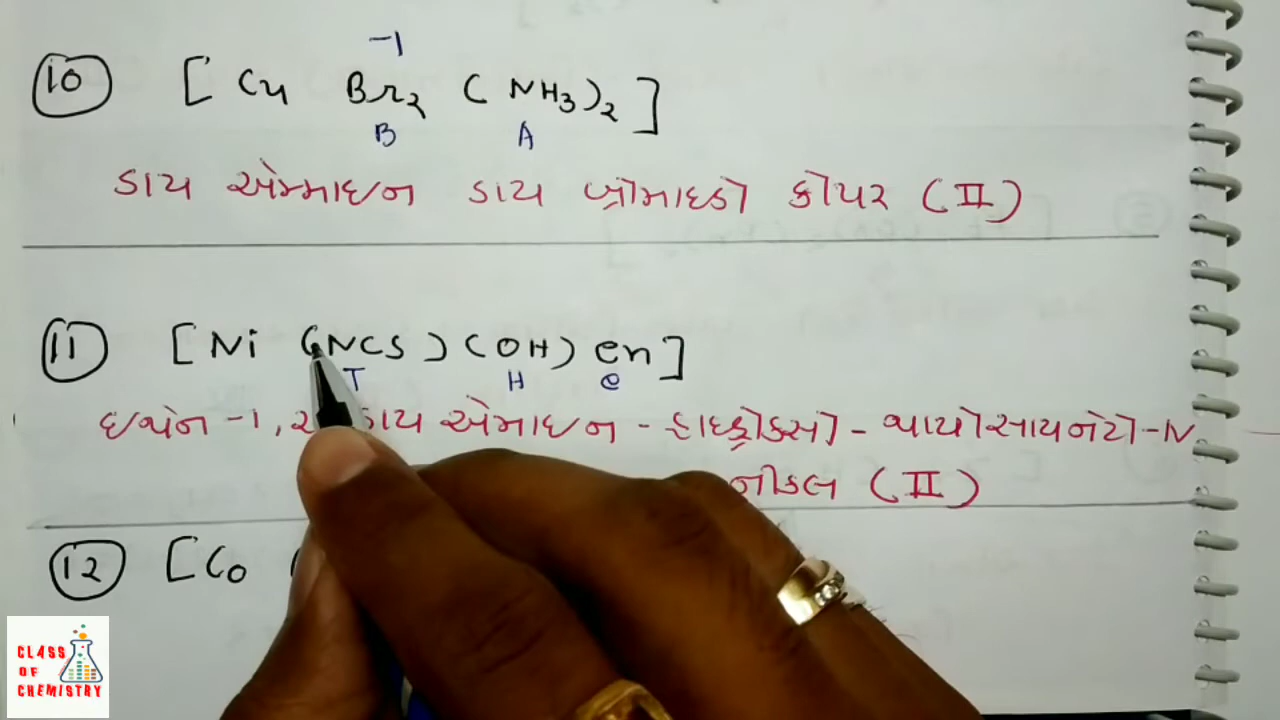 -1
(10) [ Cu Br2 ( NH3 )2 ]
B A
ડાય એમ્માઇન ડાય બ્રોમાઇડો કોપર (II)
(11) [ Ni (NCS) (OH) en ]
T H e
ઇથેન -1, ડાય એમાઇન - હાઇડ્રોક્સો - થાયોસાયનેટો - N
નીકલ (II)
(12) [ Co
CLASS
OF
CHEMISTRY